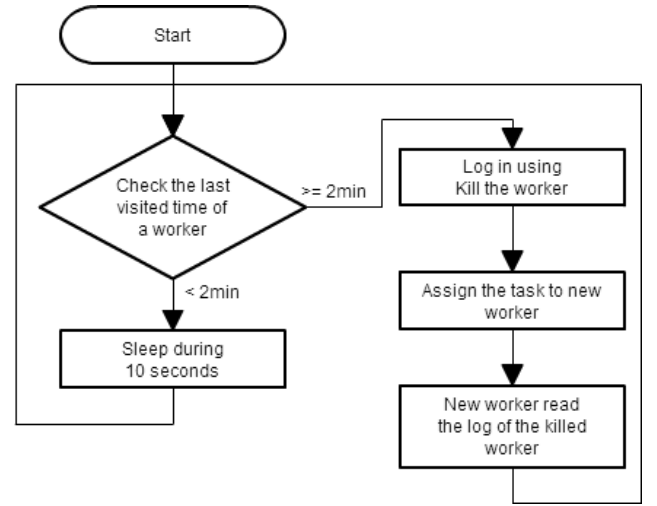 Start
Check the last
visited time of
a worker
>= 2min
< 2min
Sleep during
10 seconds
Log in using
Kill the worker
Assign the task to new
worker
New worker read
the log of the killed
worker